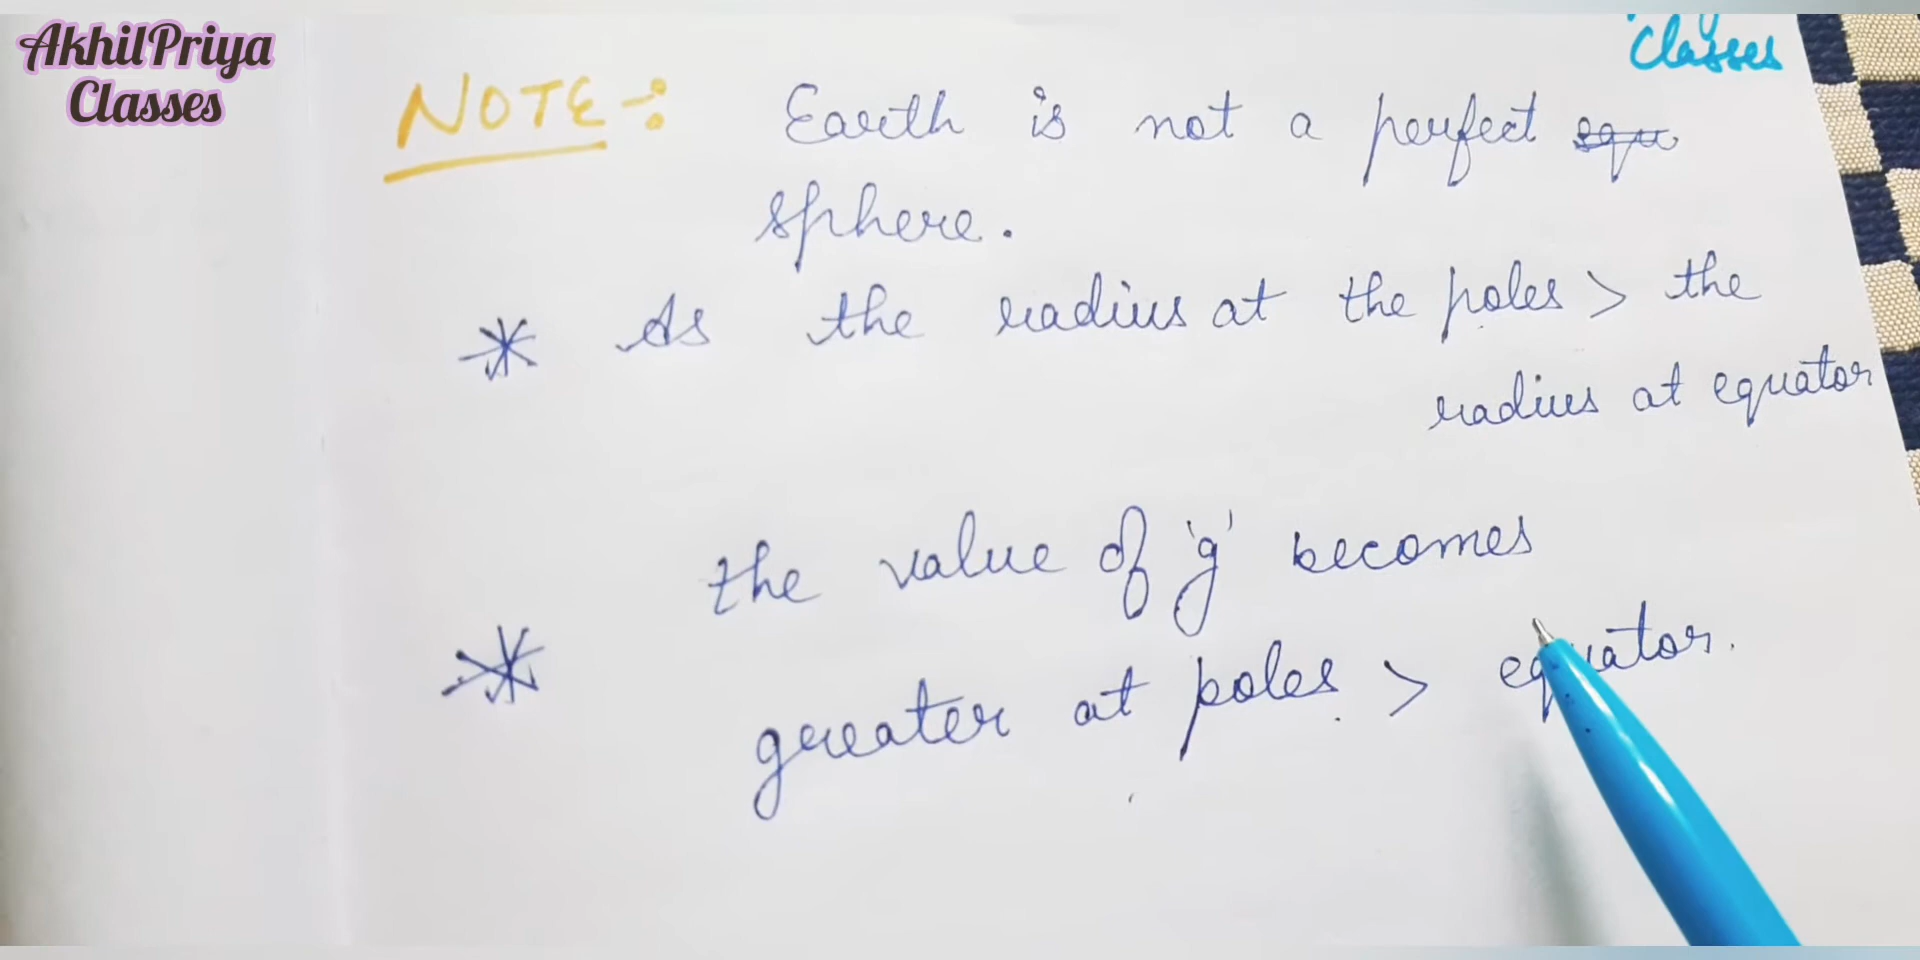 AkhilPriya
Classes
Classes
NOTE -: Earth is not a perfect equ
sphere.
* As the radius at the poles > the
radius at equator
the value of 'g' becomes
* greater at poles > equator.